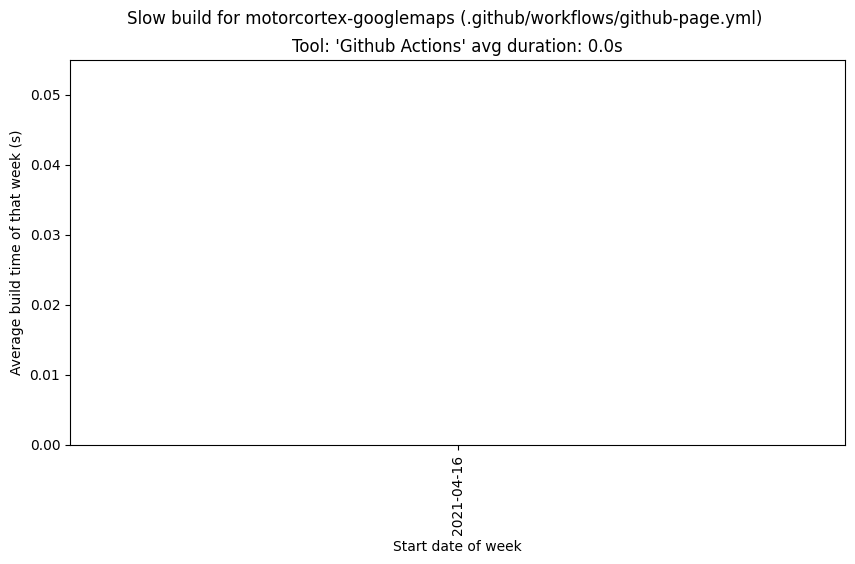 Slow build for motorcortex-googlemaps (.github/workflows/github-page.yml)
Tool: 'Github Actions' avg duration: 0.0s
Average build time of that week (s)
0.05
0.04
0.03
0.02
0.01
0.00
2021-04-16
Start date of week